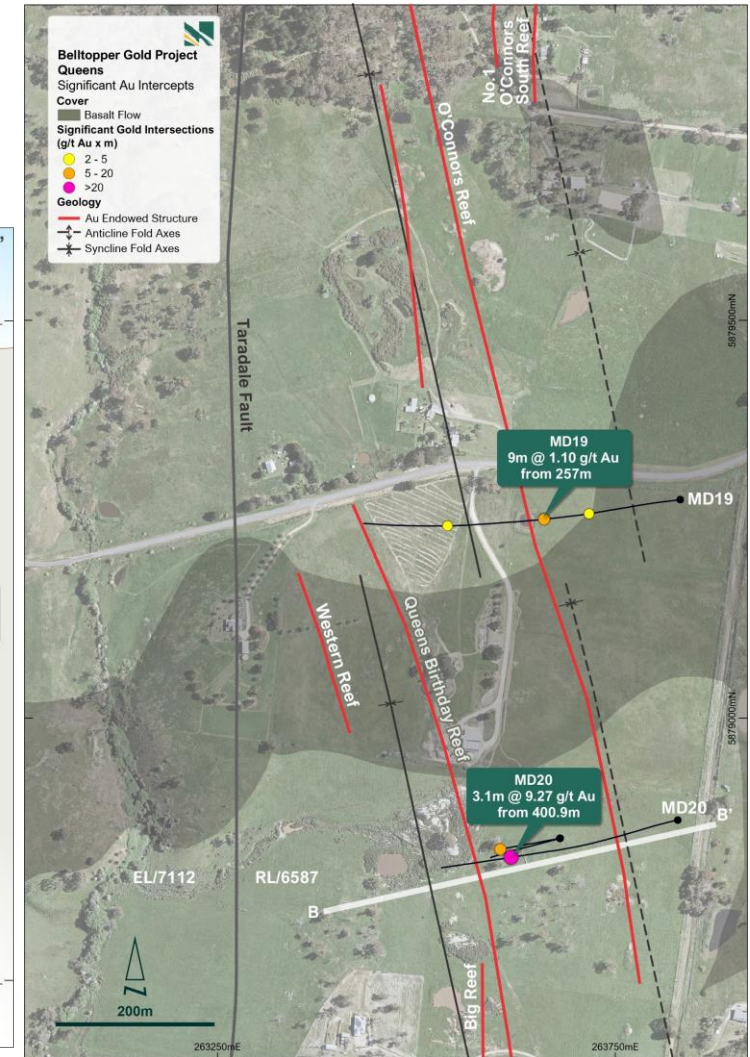 Belltopper Gold Project
Queens
Significant Au Intercepts
Cover
Basalt Flow
Significant Gold Intersections
(g/t Au x m)
2 - 5
5 - 20
>20
Geology
Au Endowed Structure
Anticline Fold Axes
Syncline Fold Axes
No.1
O'Connors
South Reef
O'Connors Reef
Taradale Fault
5879500mN
MD19
9m @ 1.10 g/t Au
from 257m
MD19
Western Reef
Queens Birthday Reef
5879000mN
MD20
3.1m @ 9.27 g/t Au
from 400.9m
MD20
B'
EL/7112
RL/6587
B
Big Reef
N
200m
263250mE
263750mE